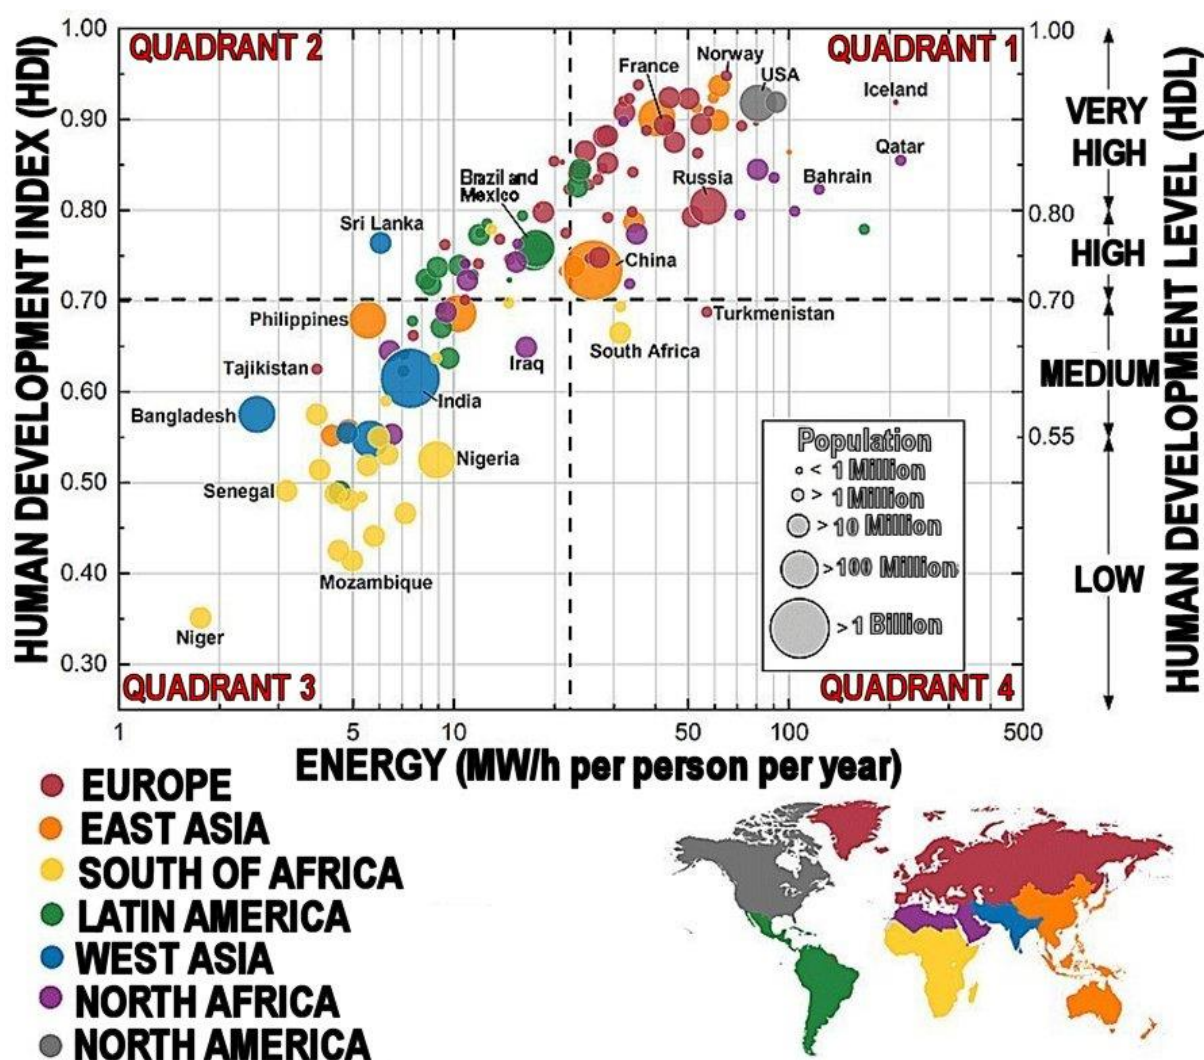 HUMAN DEVELOPMENT INDEX (HDI)
1.00
0.90
0.80
0.70
0.60
0.50
0.40
0.30
QUADRANT 2
QUADRANT 1
Norway
France
USA
Iceland
Qatar
Brazil and
Mexico
Russia
Bahrain
Sri Lanka
China
Philippines
Turkmenistan
South Africa
Iraq
Tajikistan
India
Bangladesh
Nigeria
Senegal
Mozambique
Niger
Population
< 1 Million
> 1 Million
>10 Million
>100 Million
>1 Billion
QUADRANT 3
QUADRANT 4
1.00
0.80
0.70
0.55
VERY
HIGH
HIGH
MEDIUM
LOW
HUMAN DEVELOPMENT LEVEL (HDL)
1 5 10 50 100 500
ENERGY (MW/h per person per year)
EUROPE
EAST ASIA
SOUTH OF AFRICA
LATIN AMERICA
WEST ASIA
NORTH AFRICA
NORTH AMERICA